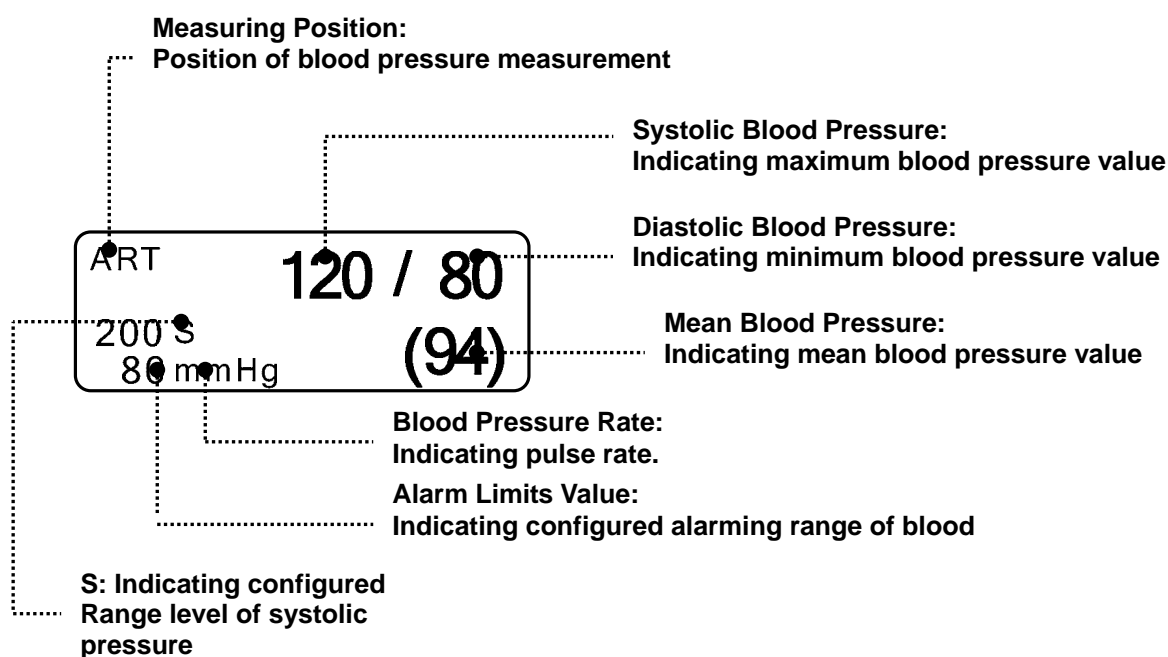 Measuring Position:
Position of blood pressure measurement
Systolic Blood Pressure:
Indicating maximum blood pressure value
Diastolic Blood Pressure:
Indicating minimum blood pressure value
ART
120 / 80
200 S
(94)
80 mmHg
Mean Blood Pressure:
Indicating mean blood pressure value
Blood Pressure Rate:
Indicating pulse rate.
Alarm Limits Value:
Indicating configured alarming range of blood
S: Indicating configured
Range level of systolic
pressure